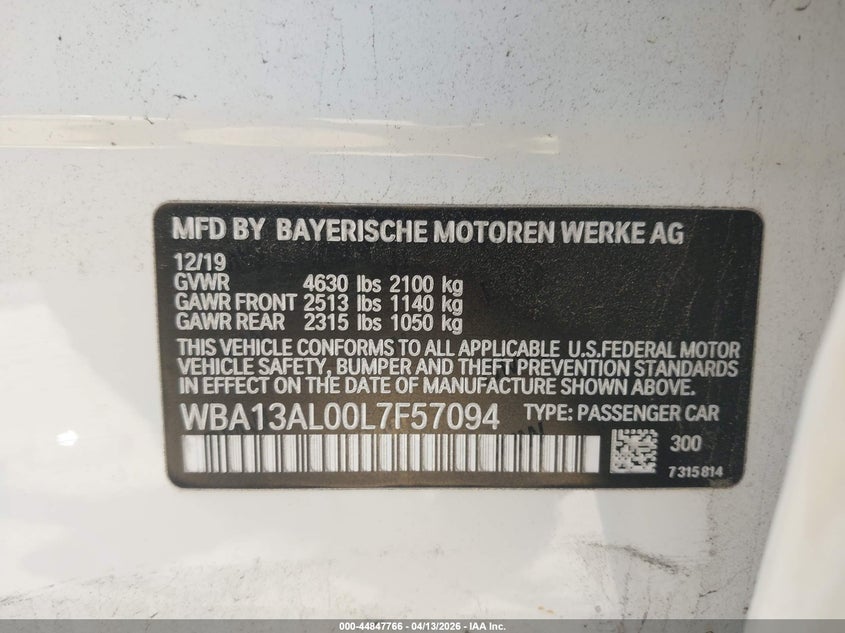 MFD BY BAYERISCHE MOTOREN WERKE AG
12/19
GVWR 4630 lbs 2100 kg
GAWR FRONT 2513 lbs 1140 kg
GAWR REAR 2315 lbs 1050 kg
THIS VEHICLE CONFORMS TO ALL APPLICABLE U.S.FEDERAL MOTOR
VEHICLE SAFETY, BUMPER AND THEFT PREVENTION STANDARDS
IN EFFECT ON THE DATE OF MANUFACTURE SHOWN ABOVE.
WBA13AL00L7F57094 TYPE: PASSENGER CAR
300
7315814
000-44847766 - 04/13/2026 - IAA Inc.